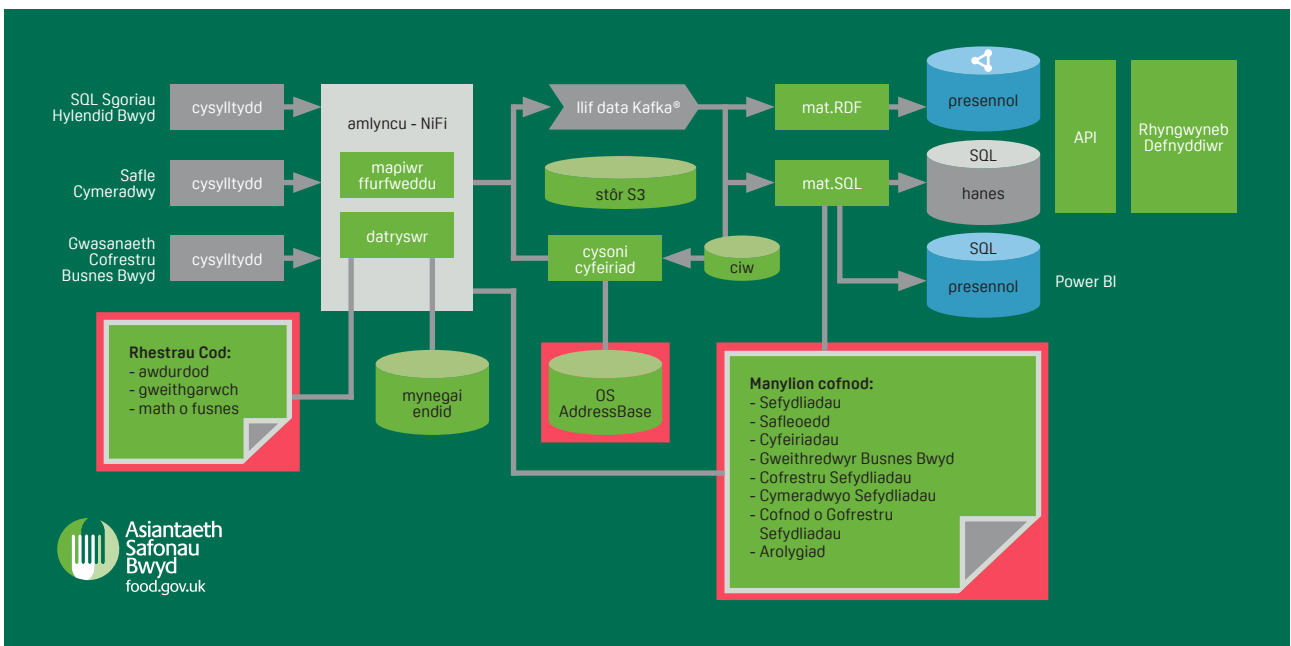 SQL Sgoriau
Hylendid Bwyd
cysylltydd
Safle
Cymeradwy
cysylltydd
Gwasanaeth
Cofrestru
Busnes Bwyd
cysylltydd
amlyncu - NiFi
mapiwr
ffurfweddu
datryswr
llif data Kafka®
stôr S3
cysoni
cyfeiriad
ciw
mat.RDF
mat.SQL
presennol
SQL
hanes
SQL
presennol
API
Rhyngwyneb
Defnyddiwr
Power BI
Rhestrau Cod:
- awdurdod
- gweithgarwch
- math o fusnes
mynegai
endid
OS
AddressBase
Manylion cofnod:
- Sefydliadau
- Safleoedd
- Cyfeiriadau
- Gweithredwyr Busnes Bwyd
- Cofrestru Sefydliadau
- Cymeradwyo Sefydliadau
- Cofnod o Gofrestru
Sefydliadau
- Arolygiad
Asiantaeth
Safonau
Bwyd
food.gov.uk